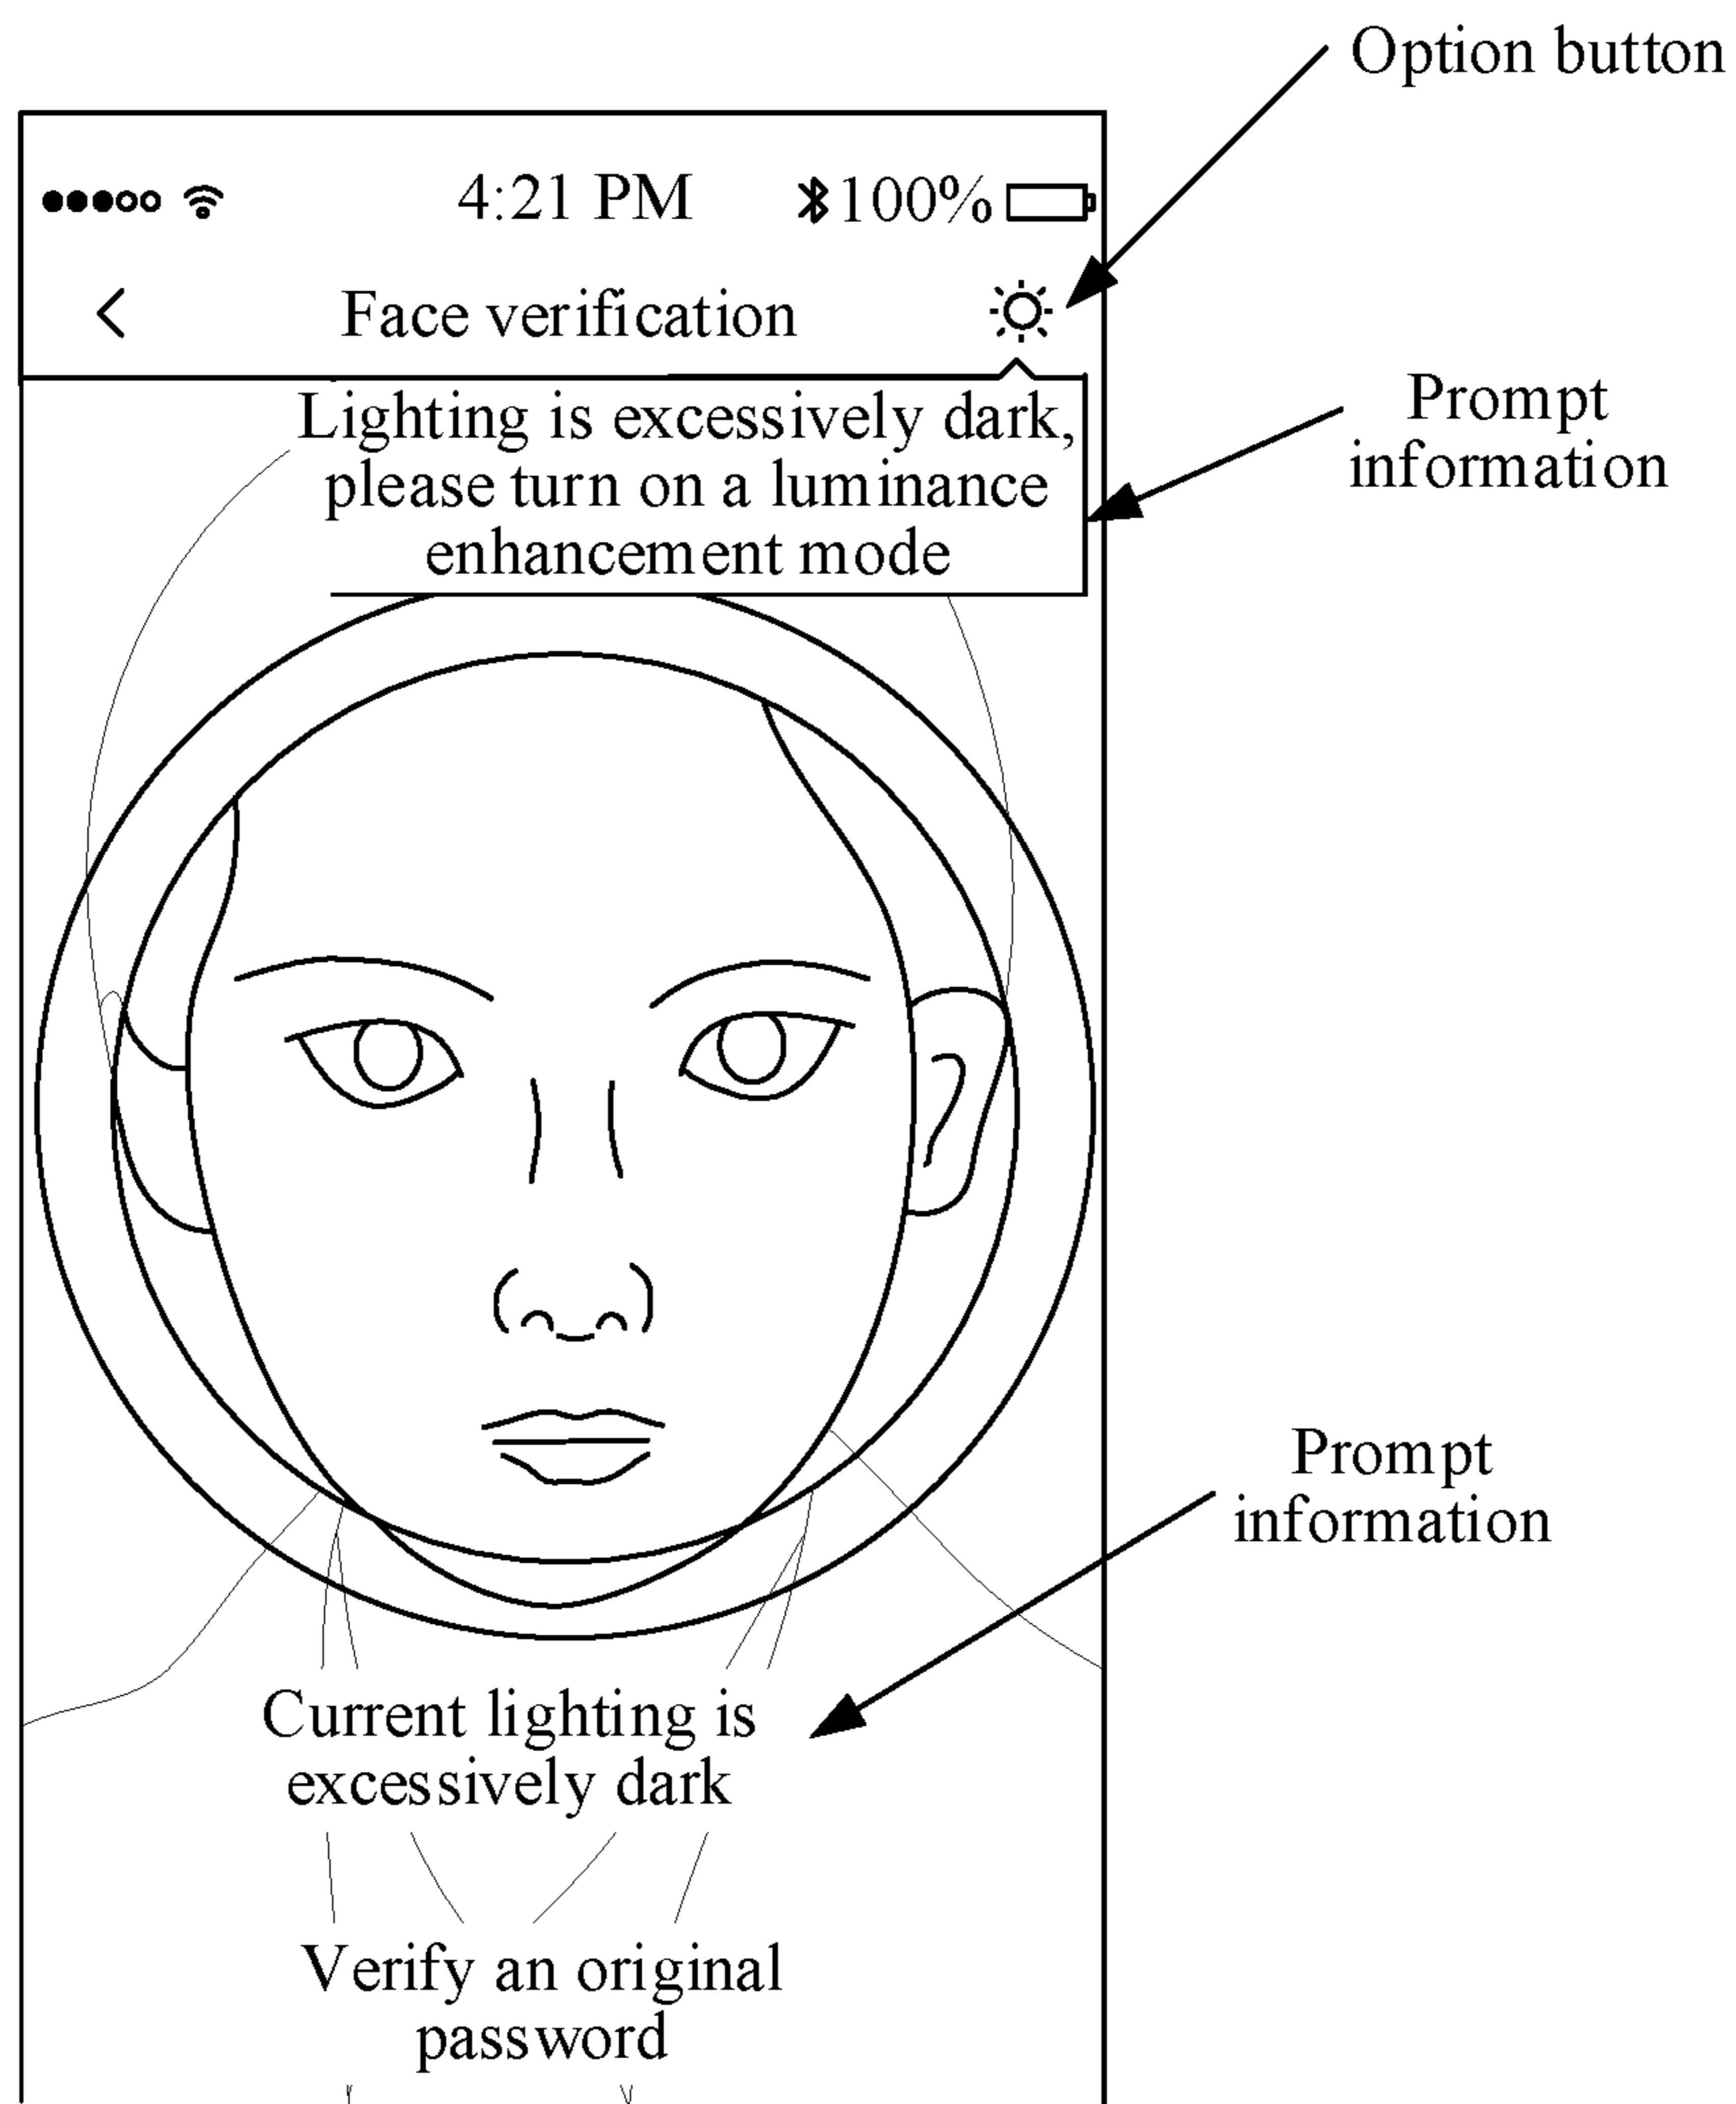 Option button
4:21 PM
100%
Face verification
Lighting is excessively dark,
please turn on a luminance
enhancement mode
Prompt
information
Prompt
information
Current lighting is
excessively dark
Verify an original
password